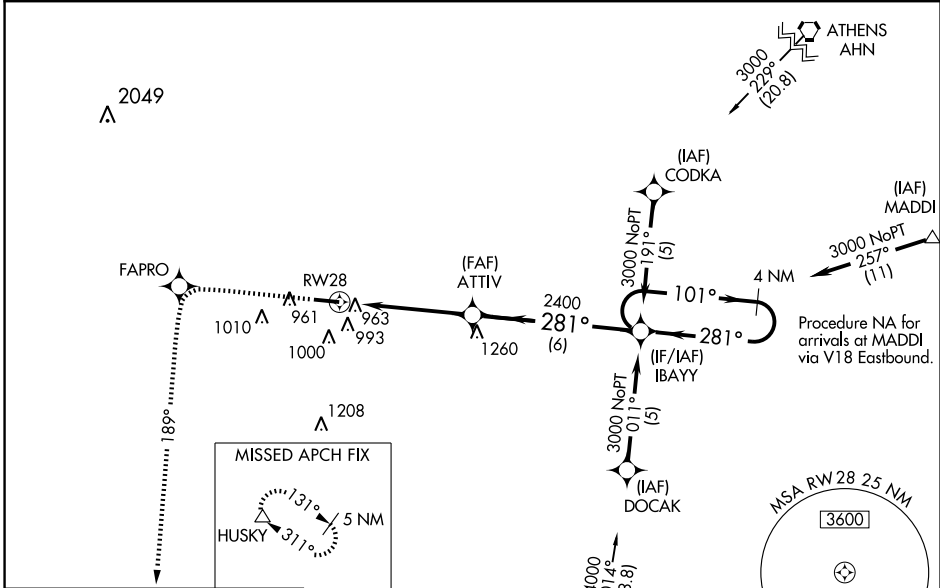 2049
ATHENS
AHN
3000
229°
(20.8)
(IAF)
CODKA
(IAF)
MADDI
3000 NoPT
257°
(11)
3000 NoPT
191°
(5)
FAPRO
RW28
(FAF)
ATTIV
2400
281°
(6)
101°
4 NM
281°
(IF/IAF)
IBAYY
Procedure NA for
arrivals at MADDI
via V18 Eastbound.
1010
961
963
993
1000
1260
1208
3000 NoPT
011°
(5)
(IAF)
DOCAK
189°
MISSED APCH FIX
131°
5 NM
HUSKY
311°
MSA RW 28 25 NM
3600